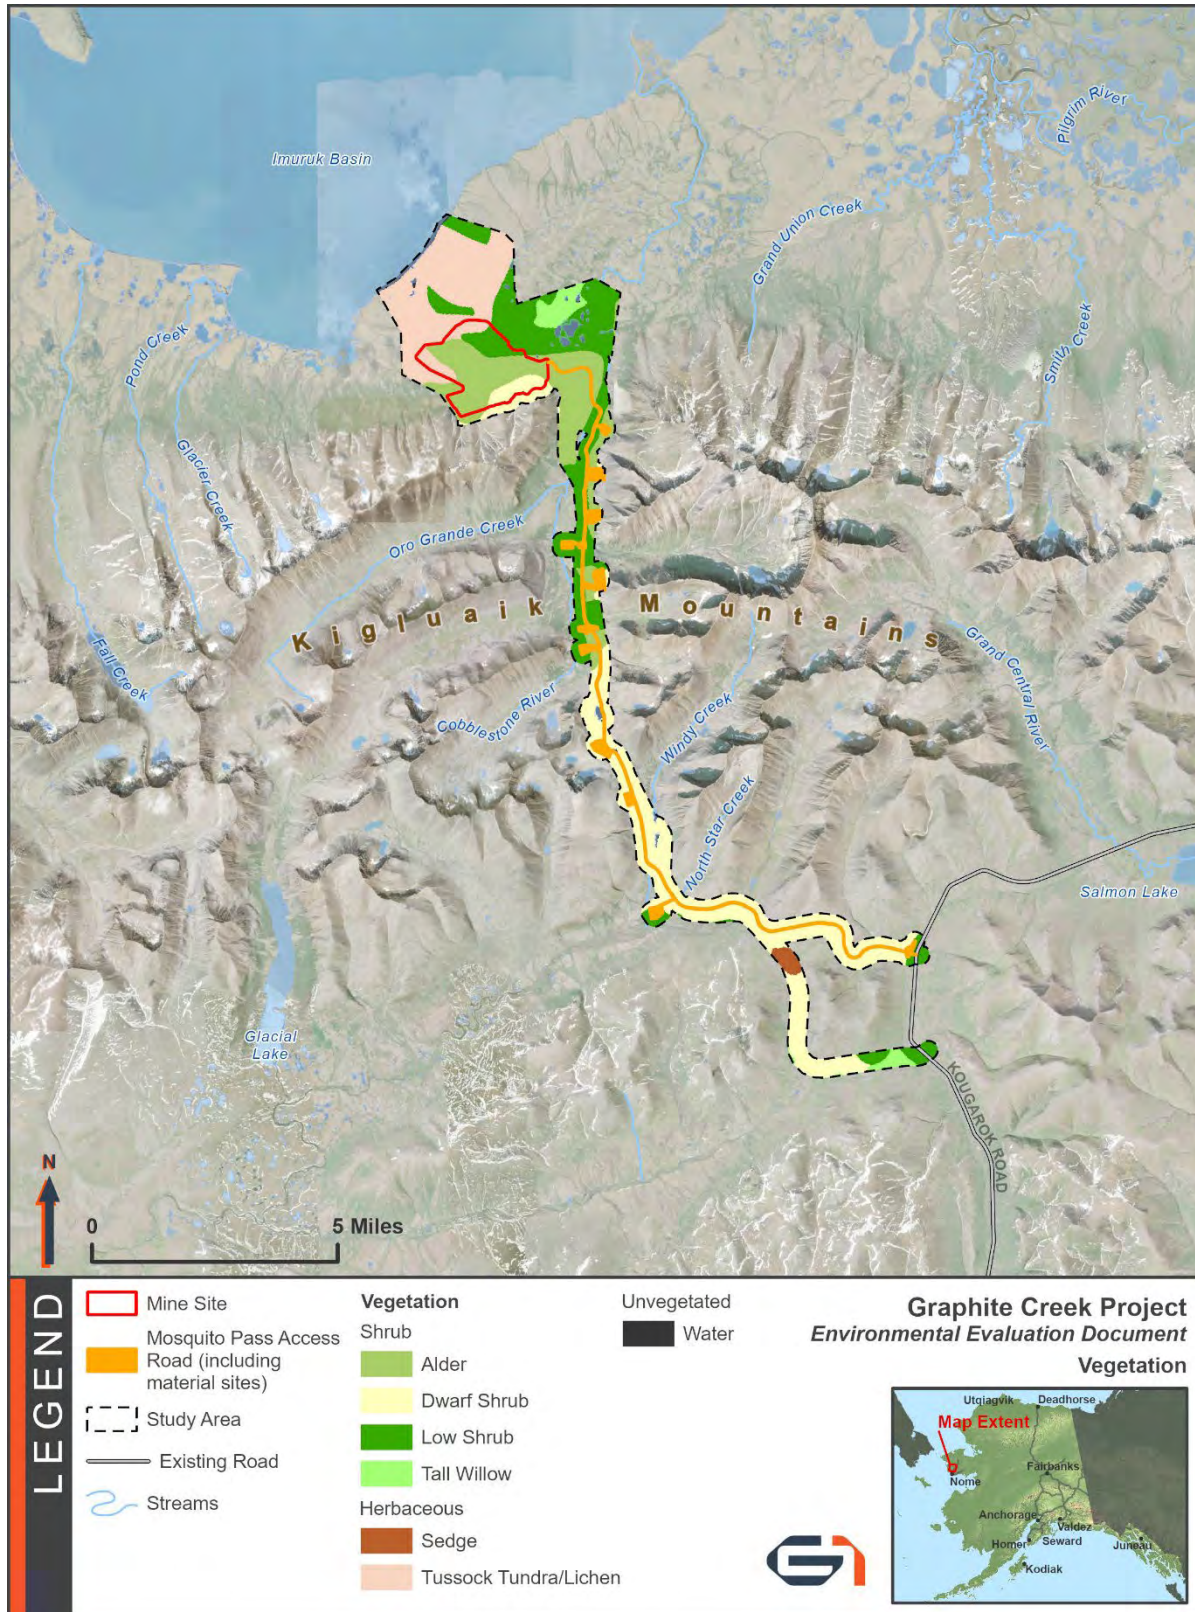 Imuruk Basin
Pilgrim River
Grand Union Creek
Smith Creek
Pond Creek
Glacier Creek
Oro Grande Creek
Kigluaik Mountains
Fall Creek
Cobblestone River
Windy Creek
Grand Central River
North Star Creek
Salmon Lake
Glacial
Lake
KOUGAROK ROAD
N
0 5 Miles
LEGEND
Mine Site
Mosquito Pass Access
Road (including
material sites)
Study Area
Existing Road
Streams
Vegetation
Shrub
Alder
Dwarf Shrub
Low Shrub
Tall Willow
Herbaceous
Sedge
Tussock Tundra/Lichen
Unvegetated
Water
Graphite Creek Project
Environmental Evaluation Document
Vegetation
Utqiagvik Deadhorse
Map Extent
Nome
Fairbanks
Anchorage
Valdez
Homer Seward
Juneau
Kodiak
G1